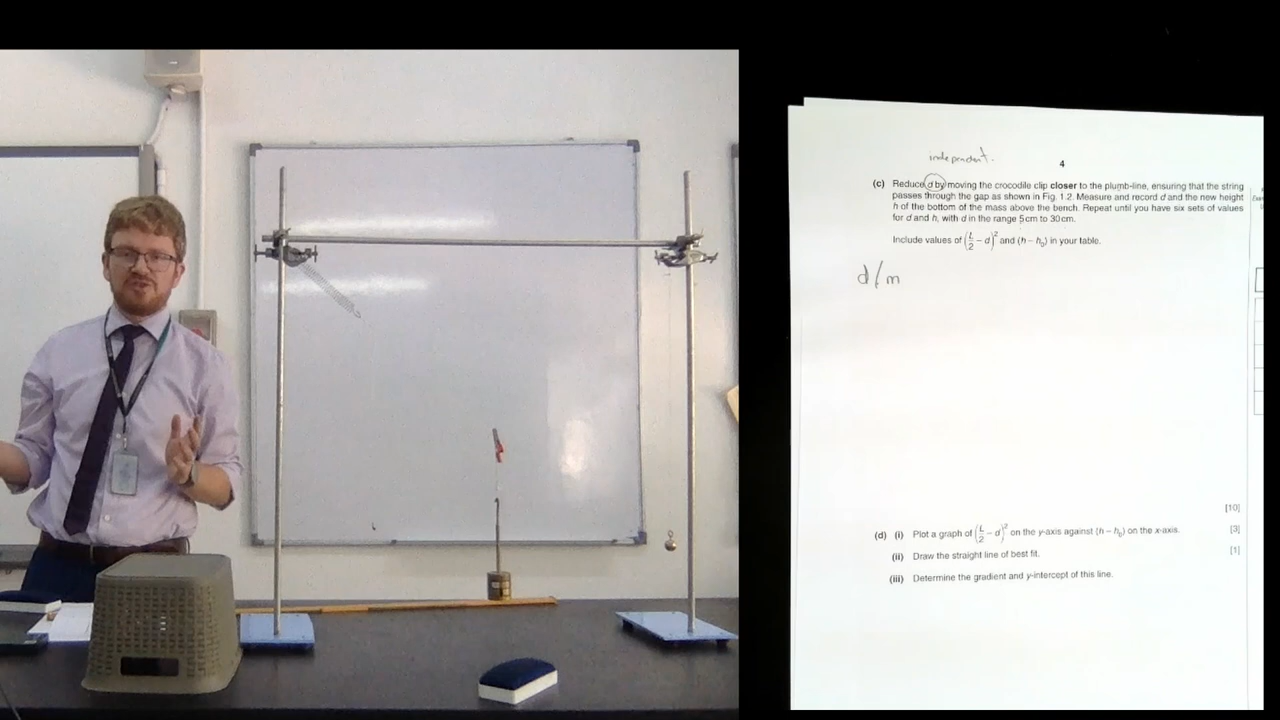 independent.
4
(c) Reduce d by moving the crocodile clip closer to the plumb-line, ensuring that the string
passes through the gap as shown in Fig. 1.2. Measure and record d and the new height
h of the bottom of the mass above the bench. Repeat until you have six sets of values
for d and h, with d in the range 5 cm to 30 cm.
Include values of (L/2 – d)² and (h – h₀) in your table.
d/m
[10]
(d) (i) Plot a graph of (L/2 – d)² on the y-axis against (h – h₀) on the x-axis. [3]
(ii) Draw the straight line of best fit. [1]
(iii) Determine the gradient and y-intercept of this line.